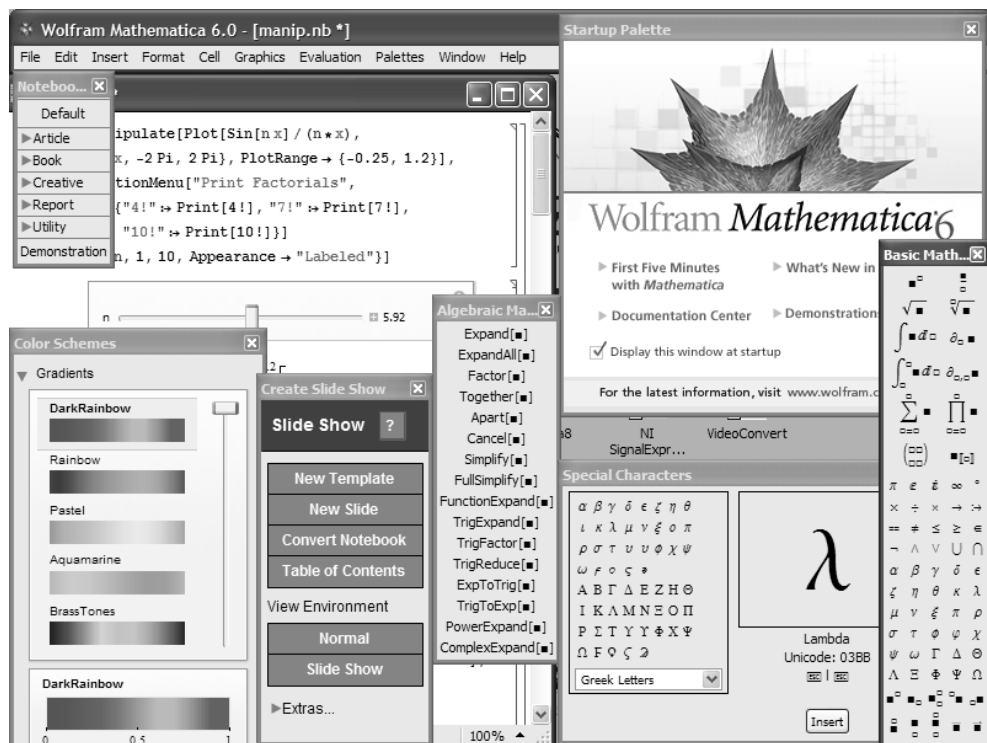 Wolfram Mathematica 6.0 - [manip.nb *]
File Edit Insert Format Cell Graphics Evaluation Palettes Window Help
Noteboo...
Default
Article
Book
Creative
Report
Utility
Demonstration
ipulate[Plot[Sin[n x] / (n * x),
x, -2 Pi, 2 Pi}, PlotRange → {-0.25, 1.2}],
tionMenu["Print Factorials",
{"4!" :→ Print[4!], "7!" :→ Print[7!],
"10!" :→ Print[10!]}]
n, 1, 10, Appearance → "Labeled"}]
n 5.92
Color Schemes
Gradients
DarkRainbow
Rainbow
Pastel
Aquamarine
BrassTones
DarkRainbow
0 0.5 1
Create Slide Show
Slide Show ?
New Template
New Slide
Convert Notebook
Table of Contents
View Environment
Normal
Slide Show
Extras...
100%
Algebraic Ma...
Expand[■]
ExpandAll[■]
Factor[■]
Together[■]
Apart[■]
Cancel[■]
Simplify[■]
FullSimplify[■]
FunctionExpand[■]
TrigExpand[■]
TrigFactor[■]
TrigReduce[■]
ExpToTrig[■]
TrigToExp[■]
PowerExpand[■]
ComplexExpand[■]
Startup Palette
Wolfram Mathematica 6
First Five Minutes
with Mathematica
What's New in
Documentation Center
Demonstration
Display this window at startup
For the latest information, visit www.wolfram.c
a8 NI VideoConvert
SignalExpr...
Special Characters
α β γ δ ϵ ζ η θ
ι κ λ μ ν ξ ο π
ρ σ τ υ υ φ χ ψ
Α Β Γ Δ Ε Ζ Η Θ
Ι Κ Λ Μ Ν Ξ Ο Π
Ρ Σ Τ Υ ϒ Φ Χ Ψ
Greek Letters
λ
Lambda
Unicode: 03BB
Insert
Basic Math...
π ⅇ ⅈ ∞ °
× ÷ × → :→
== ≠ ≤ ≥ ∈
¬ ∧ ∨ ∪ ∩
α β γ δ ϵ
ζ η θ κ λ
μ ν ξ π ρ
σ τ ϕ φ χ
ψ ω Γ Δ Θ
Λ Ξ Φ Ψ Ω